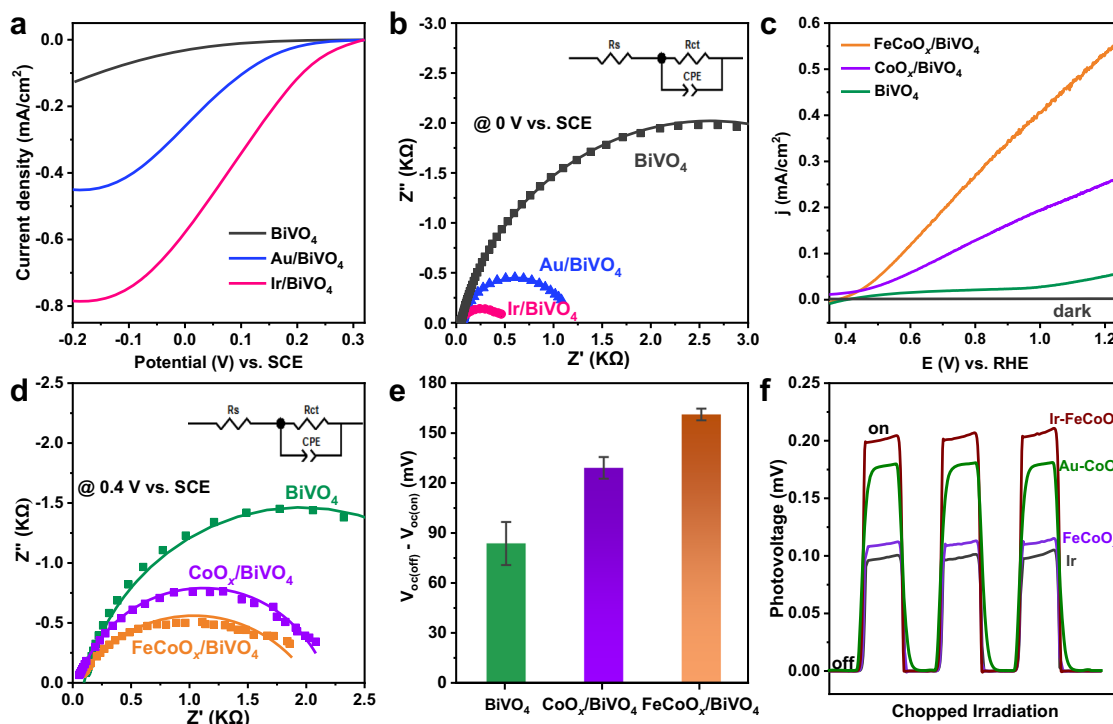 a
Current density (mA/cm²)
0.0
-0.2
-0.4
-0.6
-0.8
BiVO₄
Au/BiVO₄
Ir/BiVO₄
-0.2 -0.1 0.0 0.1 0.2 0.3
Potential (V) vs. SCE
b
Z'' (KΩ)
-3.0
-2.5
-2.0
-1.5
-1.0
-0.5
0.0
Rs Rct
CPE
@ 0 V vs. SCE
BiVO₄
Au/BiVO₄
Ir/BiVO₄
0.0 0.5 1.0 1.5 2.0 2.5 3.0
Z' (KΩ)
c
j (mA/cm²)
0.6
0.5
0.4
0.3
0.2
0.1
0.0
FeCoOₓ/BiVO₄
CoOₓ/BiVO₄
BiVO₄
dark
0.4 0.6 0.8 1.0 1.2
E (V) vs. RHE
d
Z'' (KΩ)
-2.5
-2.0
-1.5
-1.0
-0.5
0.0
Rs Rct
CPE
@ 0.4 V vs. SCE
BiVO₄
CoOₓ/BiVO₄
FeCoOₓ/BiVO₄
0.0 0.5 1.0 1.5 2.0 2.5
Z' (KΩ)
e
V_oc(off) - V_oc(on) (mV)
180
150
120
90
60
30
0
BiVO₄ CoOₓ/BiVO₄ FeCoOₓ/BiVO₄
f
Photovoltage (mV)
0.25
0.20
0.15
0.10
0.05
0.00
on
off
Ir-FeCoO
Au-CoO
FeCoO
Ir
Chopped Irradiation